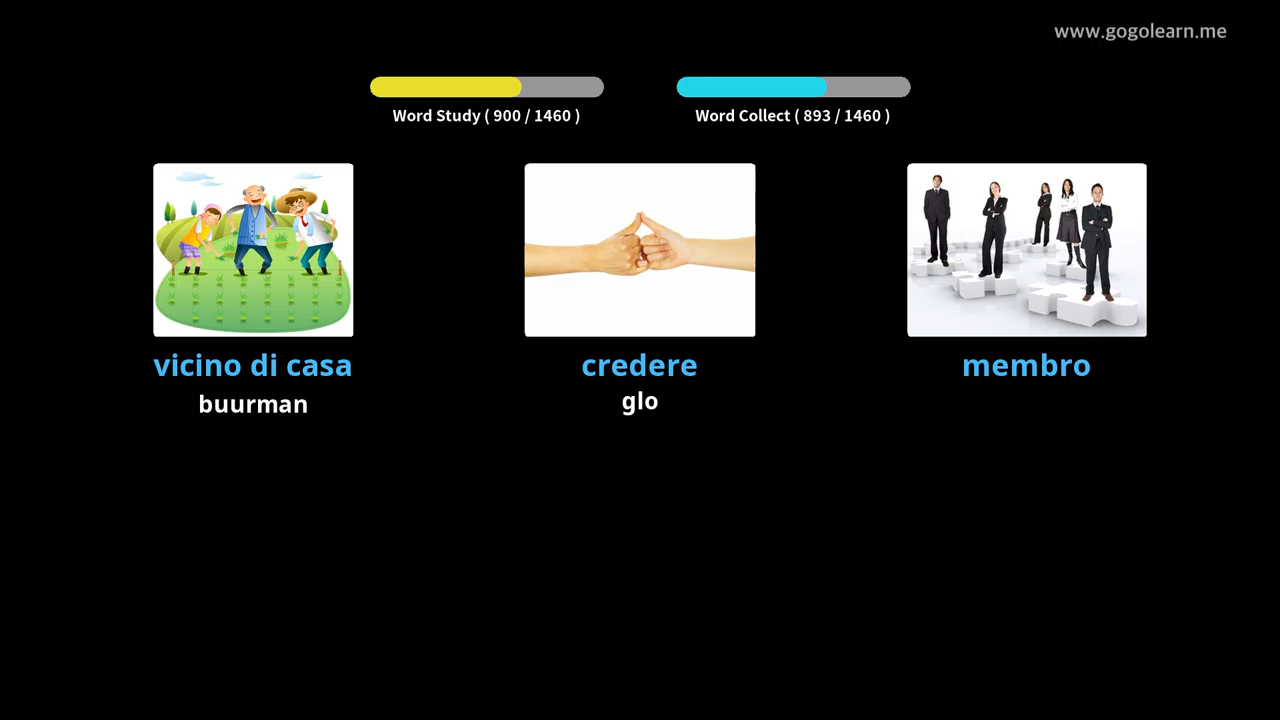 www.gogolearn.me
Word Study ( 900 / 1460 )
Word Collect ( 893 / 1460 )
vicino di casa
credere
membro
buurman
glo